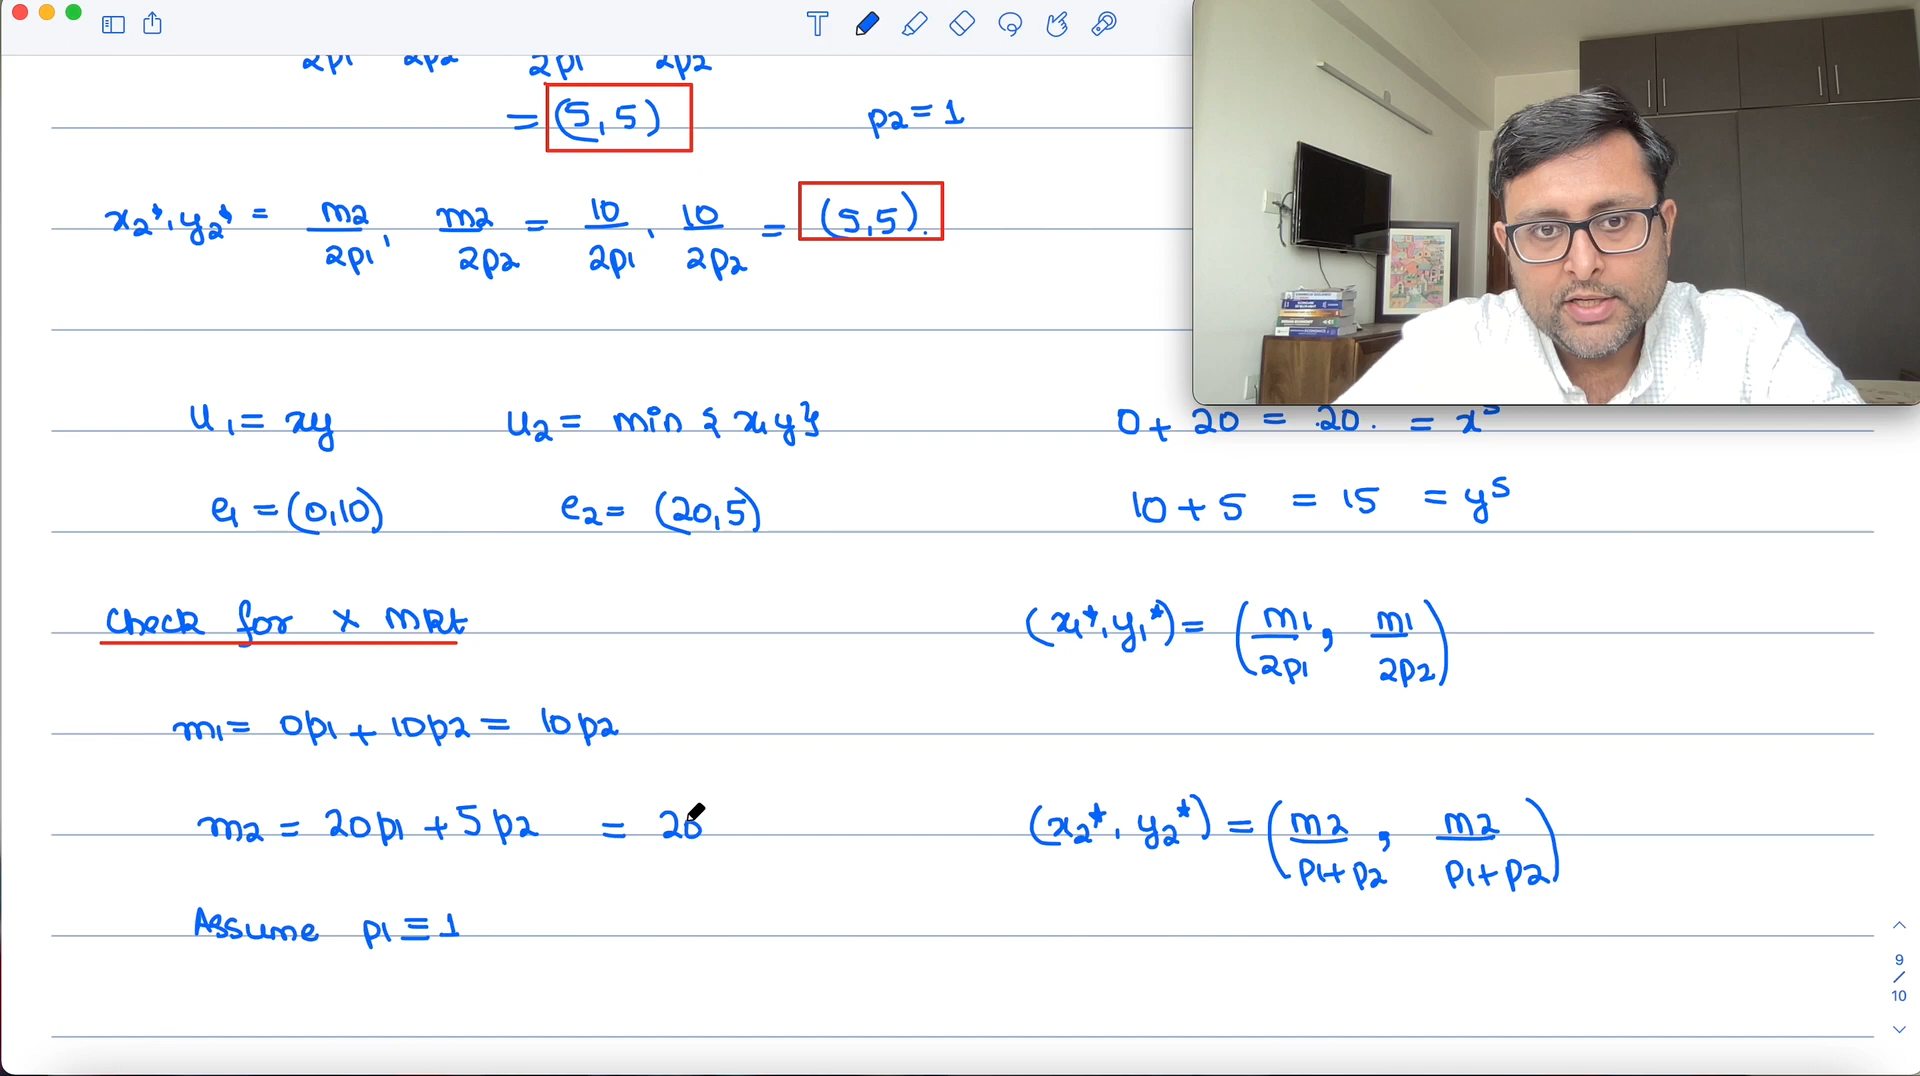 2p1 2p2 2p1 2p2
= (5,5) p2 = 1
x2*, y2* = m2/2p1, m2/2p2 = 10/2p1, 10/2p2 = (5,5).
u1 = xy u2 = min {x, y} 0 + 20 = 20. = xs
e1 = (0,10) e2 = (20,5) 10 + 5 = 15 = ys
Check for x mkt (x1*, y1*) = (m1/2p1, m1/2p2)
m1 = 0p1 + 10p2 = 10p2
m2 = 20p1 + 5p2 = 20 (x2*, y2*) = (m2/p1+p2, m2/p1+p2)
Assume p1 ≡ 1
9
/
10